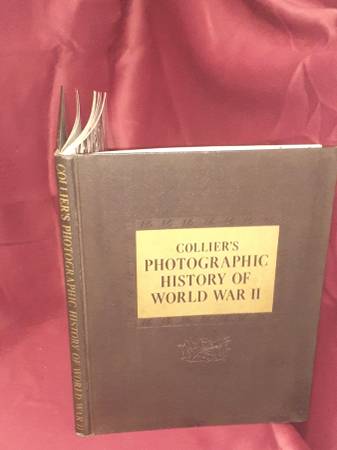 COLLIER'S PHOTOGRAPHIC HISTORY OF WORLD WAR II
COLLIER'S
PHOTOGRAPHIC
HISTORY OF
WORLD WAR II